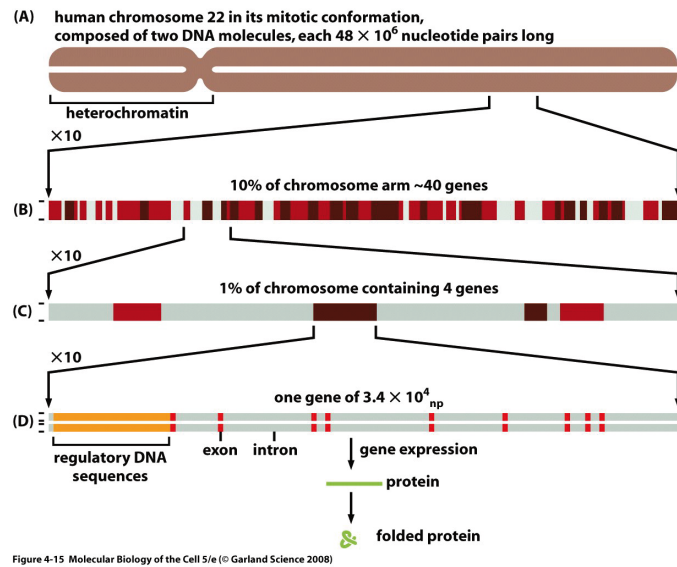 (A) human chromosome 22 in its mitotic conformation,
composed of two DNA molecules, each 48 × 10⁶ nucleotide pairs long
heterochromatin
×10
10% of chromosome arm ~40 genes
(B)
×10
1% of chromosome containing 4 genes
(C)
×10
one gene of 3.4 × 10⁴ np
(D)
regulatory DNA
sequences
exon
intron
gene expression
protein
folded protein
Figure 4-15 Molecular Biology of the Cell 5/e (© Garland Science 2008)